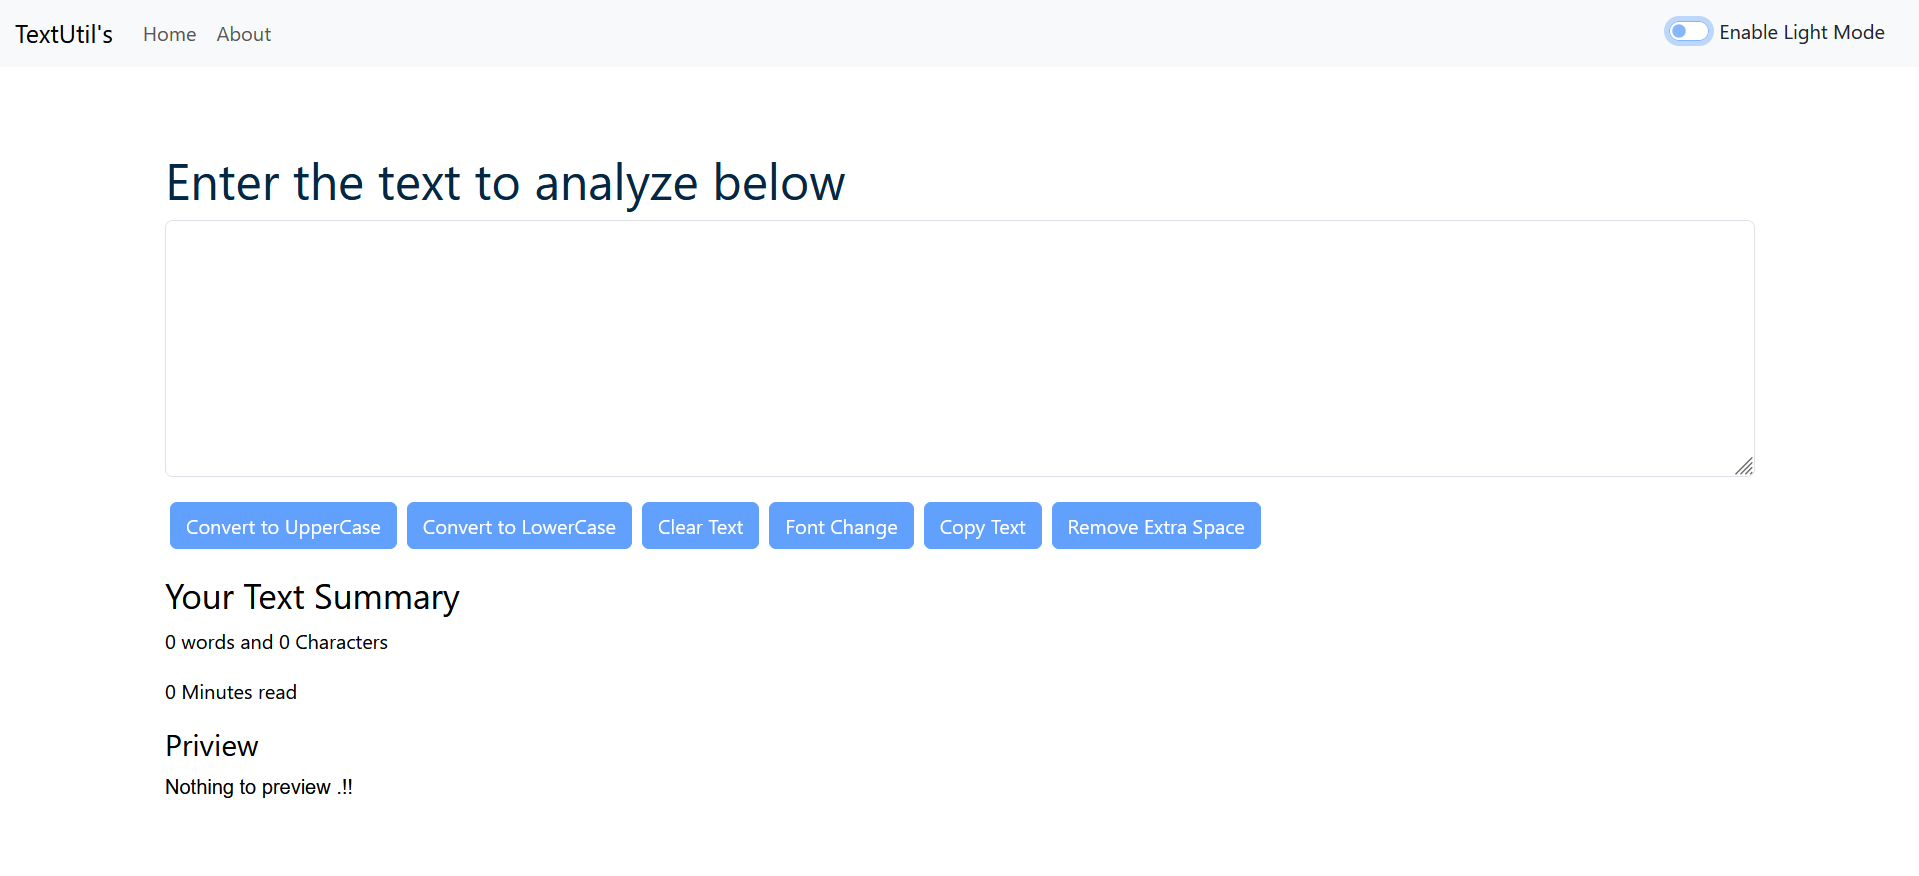 TextUtil's Home About Enable Light Mode
Enter the text to analyze below
Convert to UpperCase Convert to LowerCase Clear Text Font Change Copy Text Remove Extra Space
Your Text Summary
0 words and 0 Characters
0 Minutes read
Priview
Nothing to preview .!!